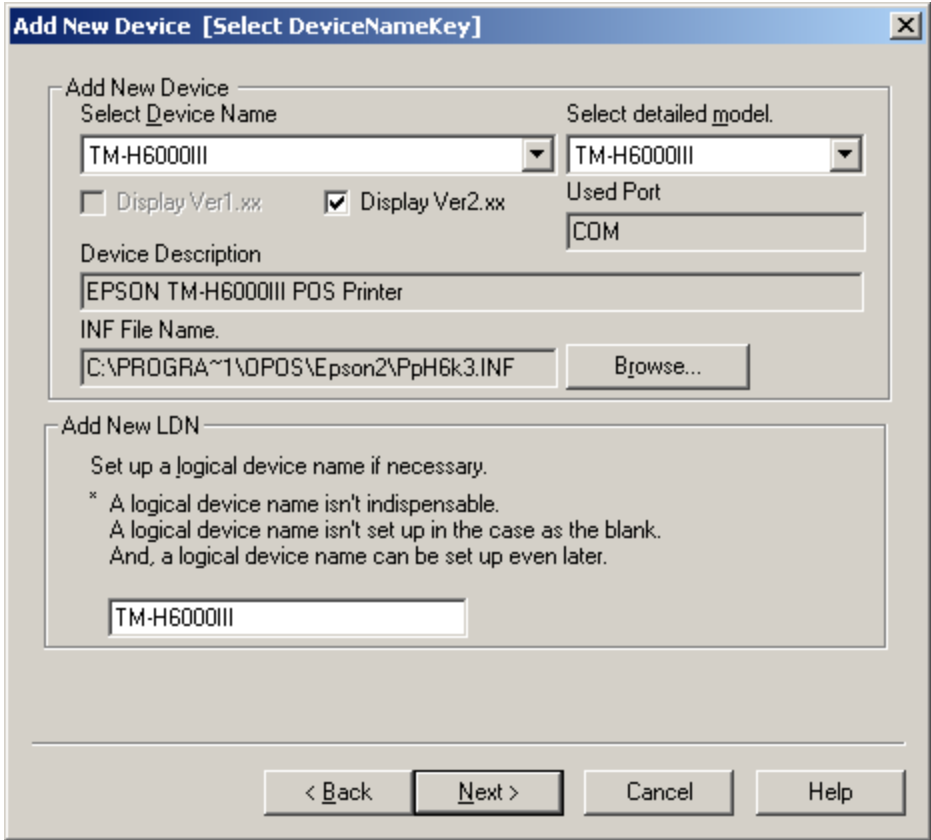 Add New Device [Select DeviceNameKey]
Add New Device
Select Device Name
Select detailed model.
TM-H6000III
TM-H6000III
Display Ver1.xx
Display Ver2.xx
Used Port
COM
Device Description
EPSON TM-H6000III POS Printer
INF File Name.
C:\PROGRA~1\OPOS\Epson2\PpH6k3.INF
Browse...
Add New LDN
Set up a logical device name if necessary.
* A logical device name isn't indispensable.
A logical device name isn't set up in the case as the blank.
And, a logical device name can be set up even later.
TM-H6000III
< Back
Next >
Cancel
Help